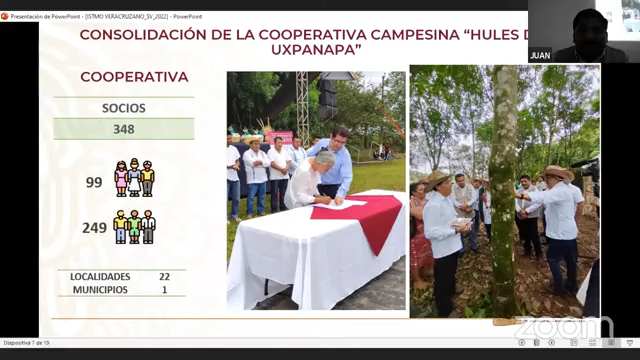 Presentación de PowerPoint - [ISTMO VERACRUZANO_SV_2022] - PowerPoint
CONSOLIDACIÓN DE LA COOPERATIVA CAMPESINA “HULES D
UXPANAPA”
JUAN
COOPERATIVA
SOCIOS
348
99
249
LOCALIDADES 22
MUNICIPIOS 1
zoom
Diapositiva 7 de 19